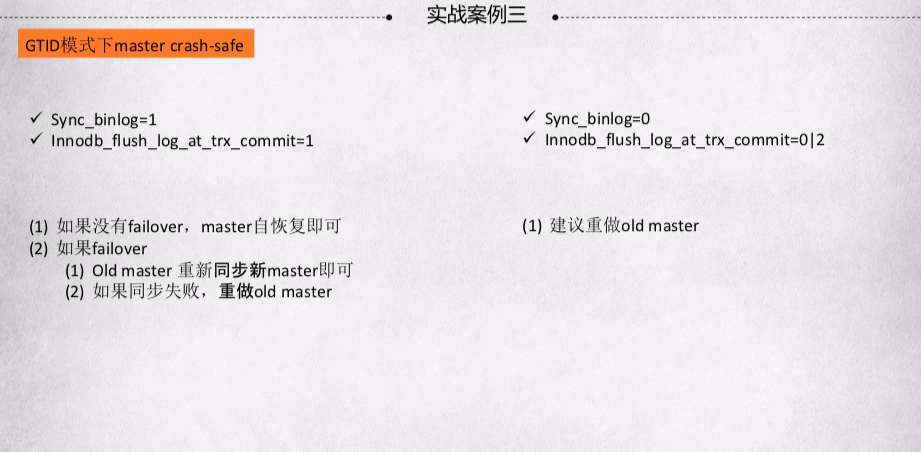 实战案例三
GTID模式下master crash-safe
✓ Sync_binlog=1
✓ Innodb_flush_log_at_trx_commit=1
(1) 如果没有failover，master自恢复即可
(2) 如果failover
(1) Old master 重新同步新master即可
(2) 如果同步失败，重做old master
✓ Sync_binlog=0
✓ Innodb_flush_log_at_trx_commit=0|2
(1) 建议重做old master